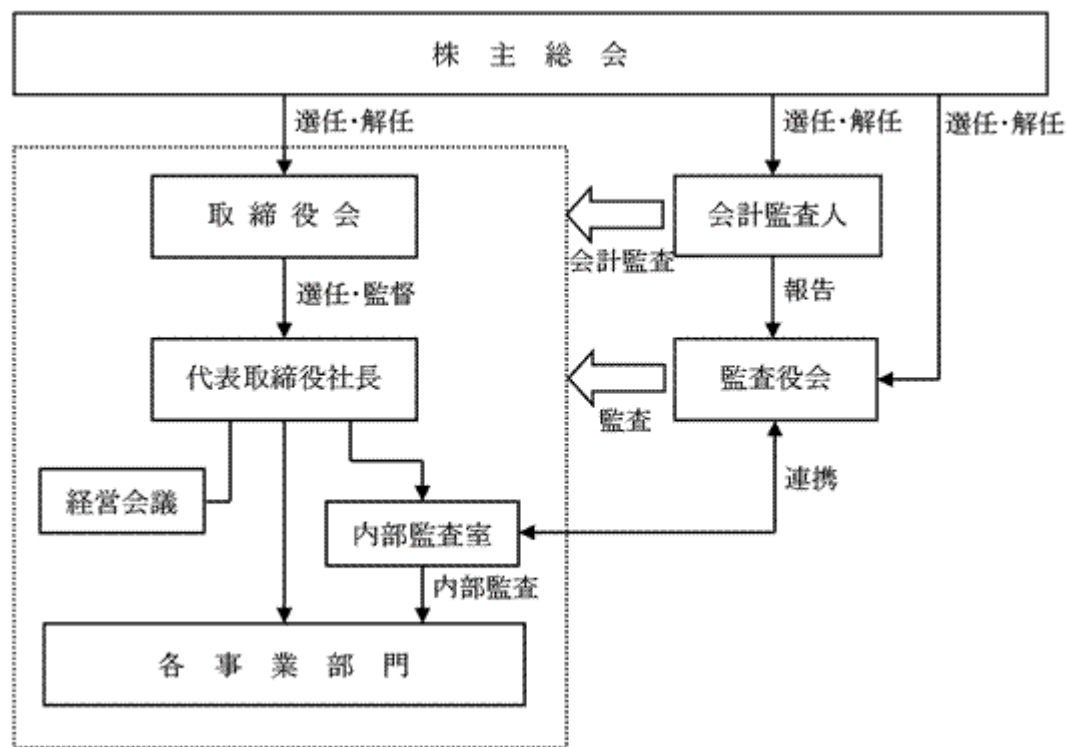 株 主 総 会
選任・解任
選任・解任
選任・解任
取 締 役 会
会計監査人
会計監査
選任・監督
報告
代表取締役社長
監査役会
監査
経営会議
連携
内部監査室
内部監査
各 事 業 部 門